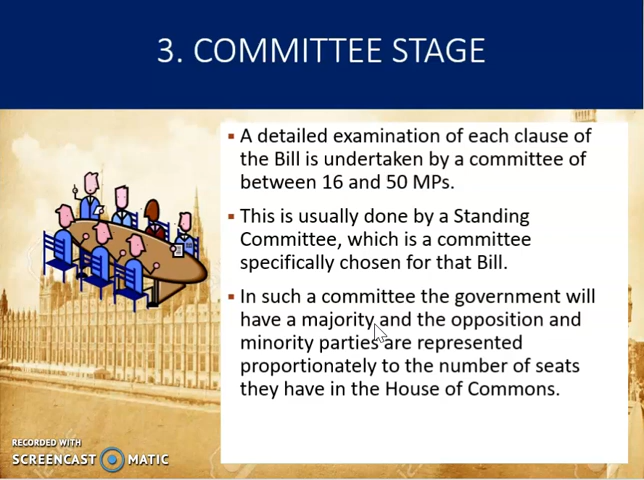 3. COMMITTEE STAGE
A detailed examination of each clause of
the Bill is undertaken by a committee of
between 16 and 50 MPs.
This is usually done by a Standing
Committee, which is a committee
specifically chosen for that Bill.
In such a committee the government will
have a majority and the opposition and
minority parties are represented
proportionately to the number of seats
they have in the House of Commons.
RECORDED WITH
SCREENCAST MATIC